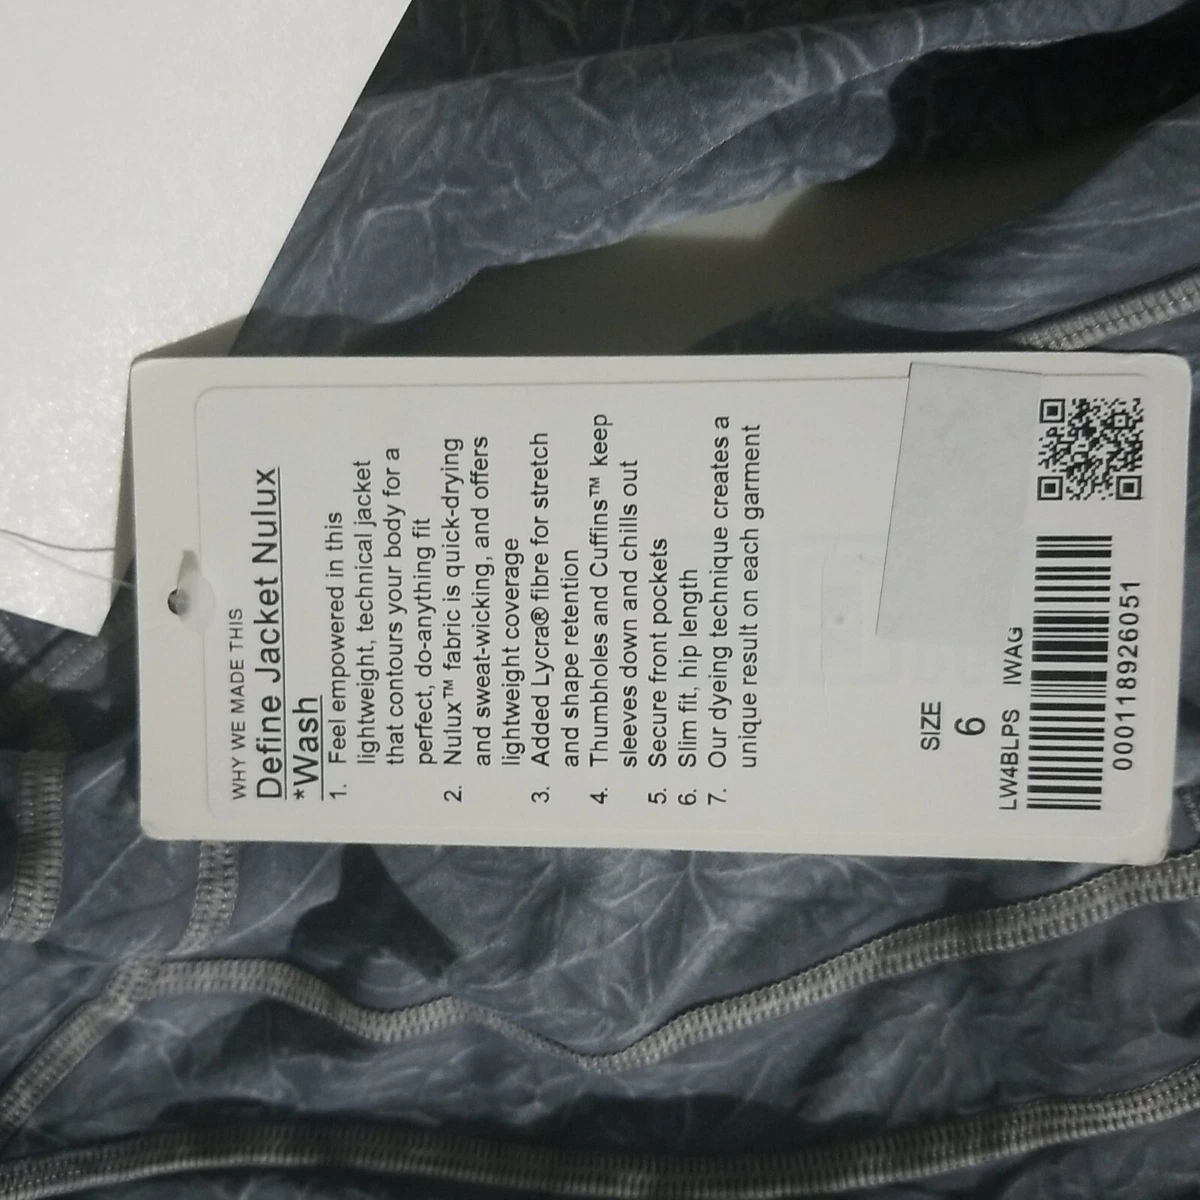 WHY WE MADE THIS
Define Jacket Nulux
*Wash
1. Feel empowered in this
lightweight, technical jacket
that contours your body for a
perfect, do-anything fit
2. Nulux™ fabric is quick-drying
and sweat-wicking, and offers
lightweight coverage
3. Added Lycra® fibre for stretch
and shape retention
4. Thumbholes and Cuffins™ keep
sleeves down and chills out
5. Secure front pockets
6. Slim fit, hip length
7. Our dyeing technique creates a
unique result on each garment
SIZE
6
LW4BLPS IWAG
000118926051